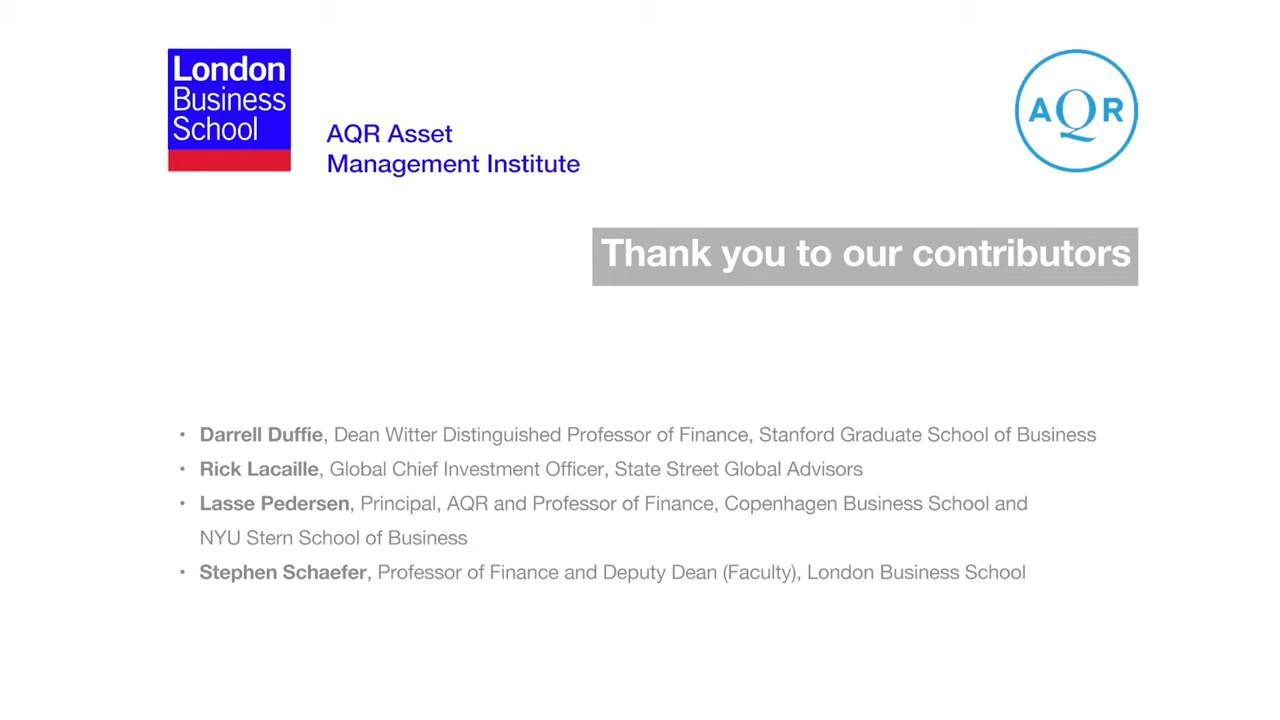 London
Business
School
AQR Asset
Management Institute
AQR
Thank you to our contributors
• Darrell Duffie, Dean Witter Distinguished Professor of Finance, Stanford Graduate School of Business
• Rick Lacaille, Global Chief Investment Officer, State Street Global Advisors
• Lasse Pedersen, Principal, AQR and Professor of Finance, Copenhagen Business School and
NYU Stern School of Business
• Stephen Schaefer, Professor of Finance and Deputy Dean (Faculty), London Business School